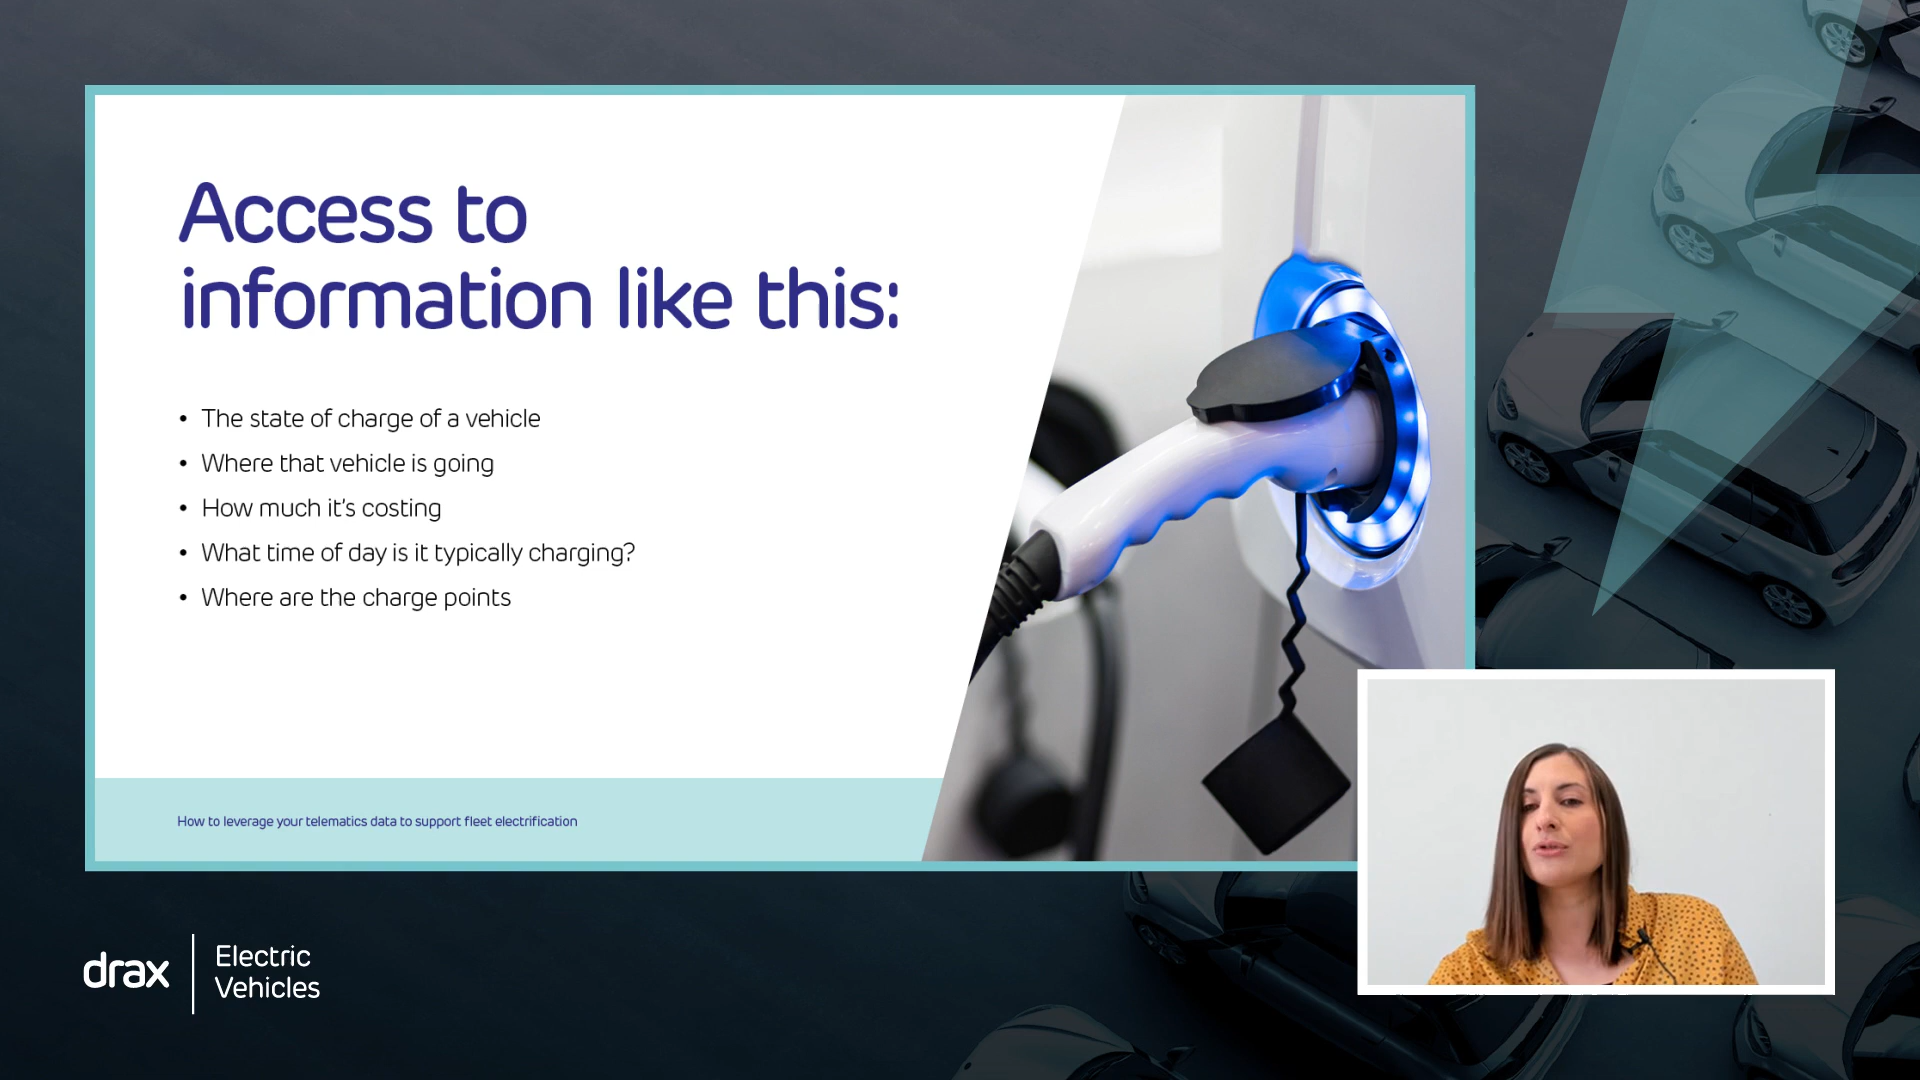 Access to
information like this:
• The state of charge of a vehicle
• Where that vehicle is going
• How much it's costing
• What time of day is it typically charging?
• Where are the charge points
How to leverage your telematics data to support fleet electrification
drax
Electric
Vehicles